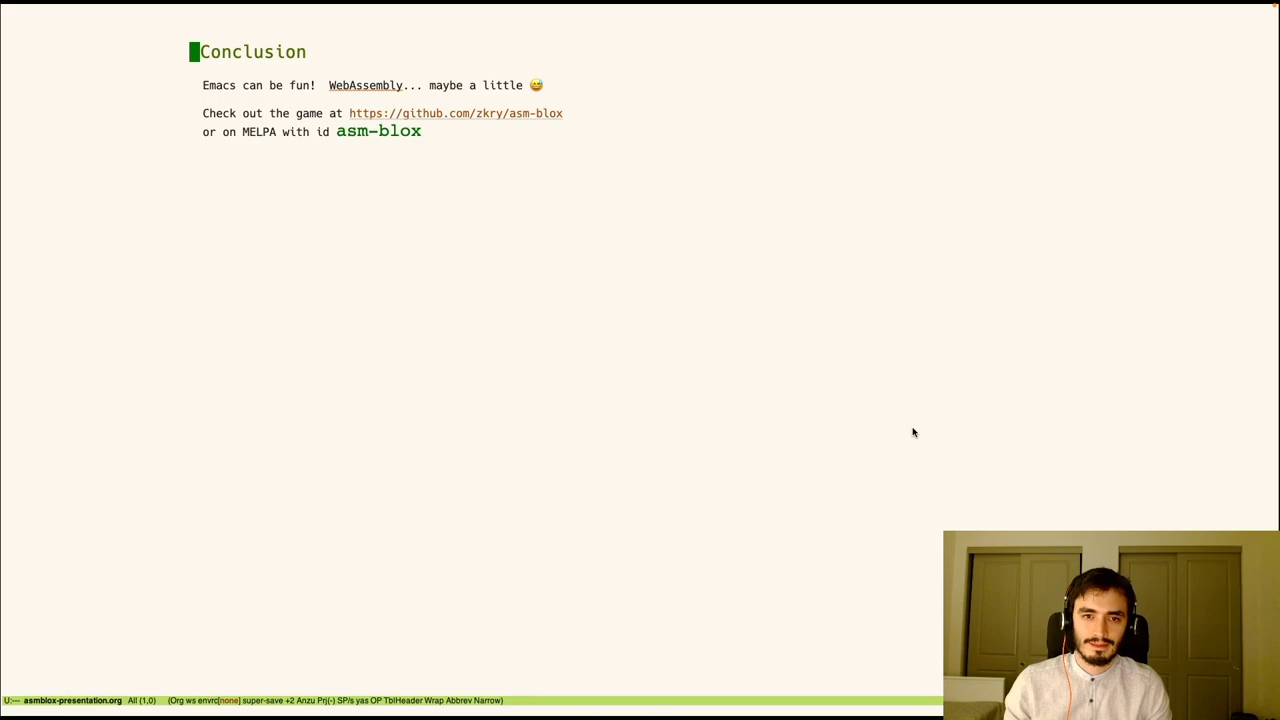 Conclusion
Emacs can be fun!  WebAssembly... maybe a little 😅
Check out the game at https://github.com/zkry/asm-blox
or on MELPA with id asm-blox
U:--- asmblox-presentation.org All (1,0) (Org ws envrc[none] super-save +2 Anzu Prj(-) SP/s yas OP TblHeader Wrap Abbrev Narrow)